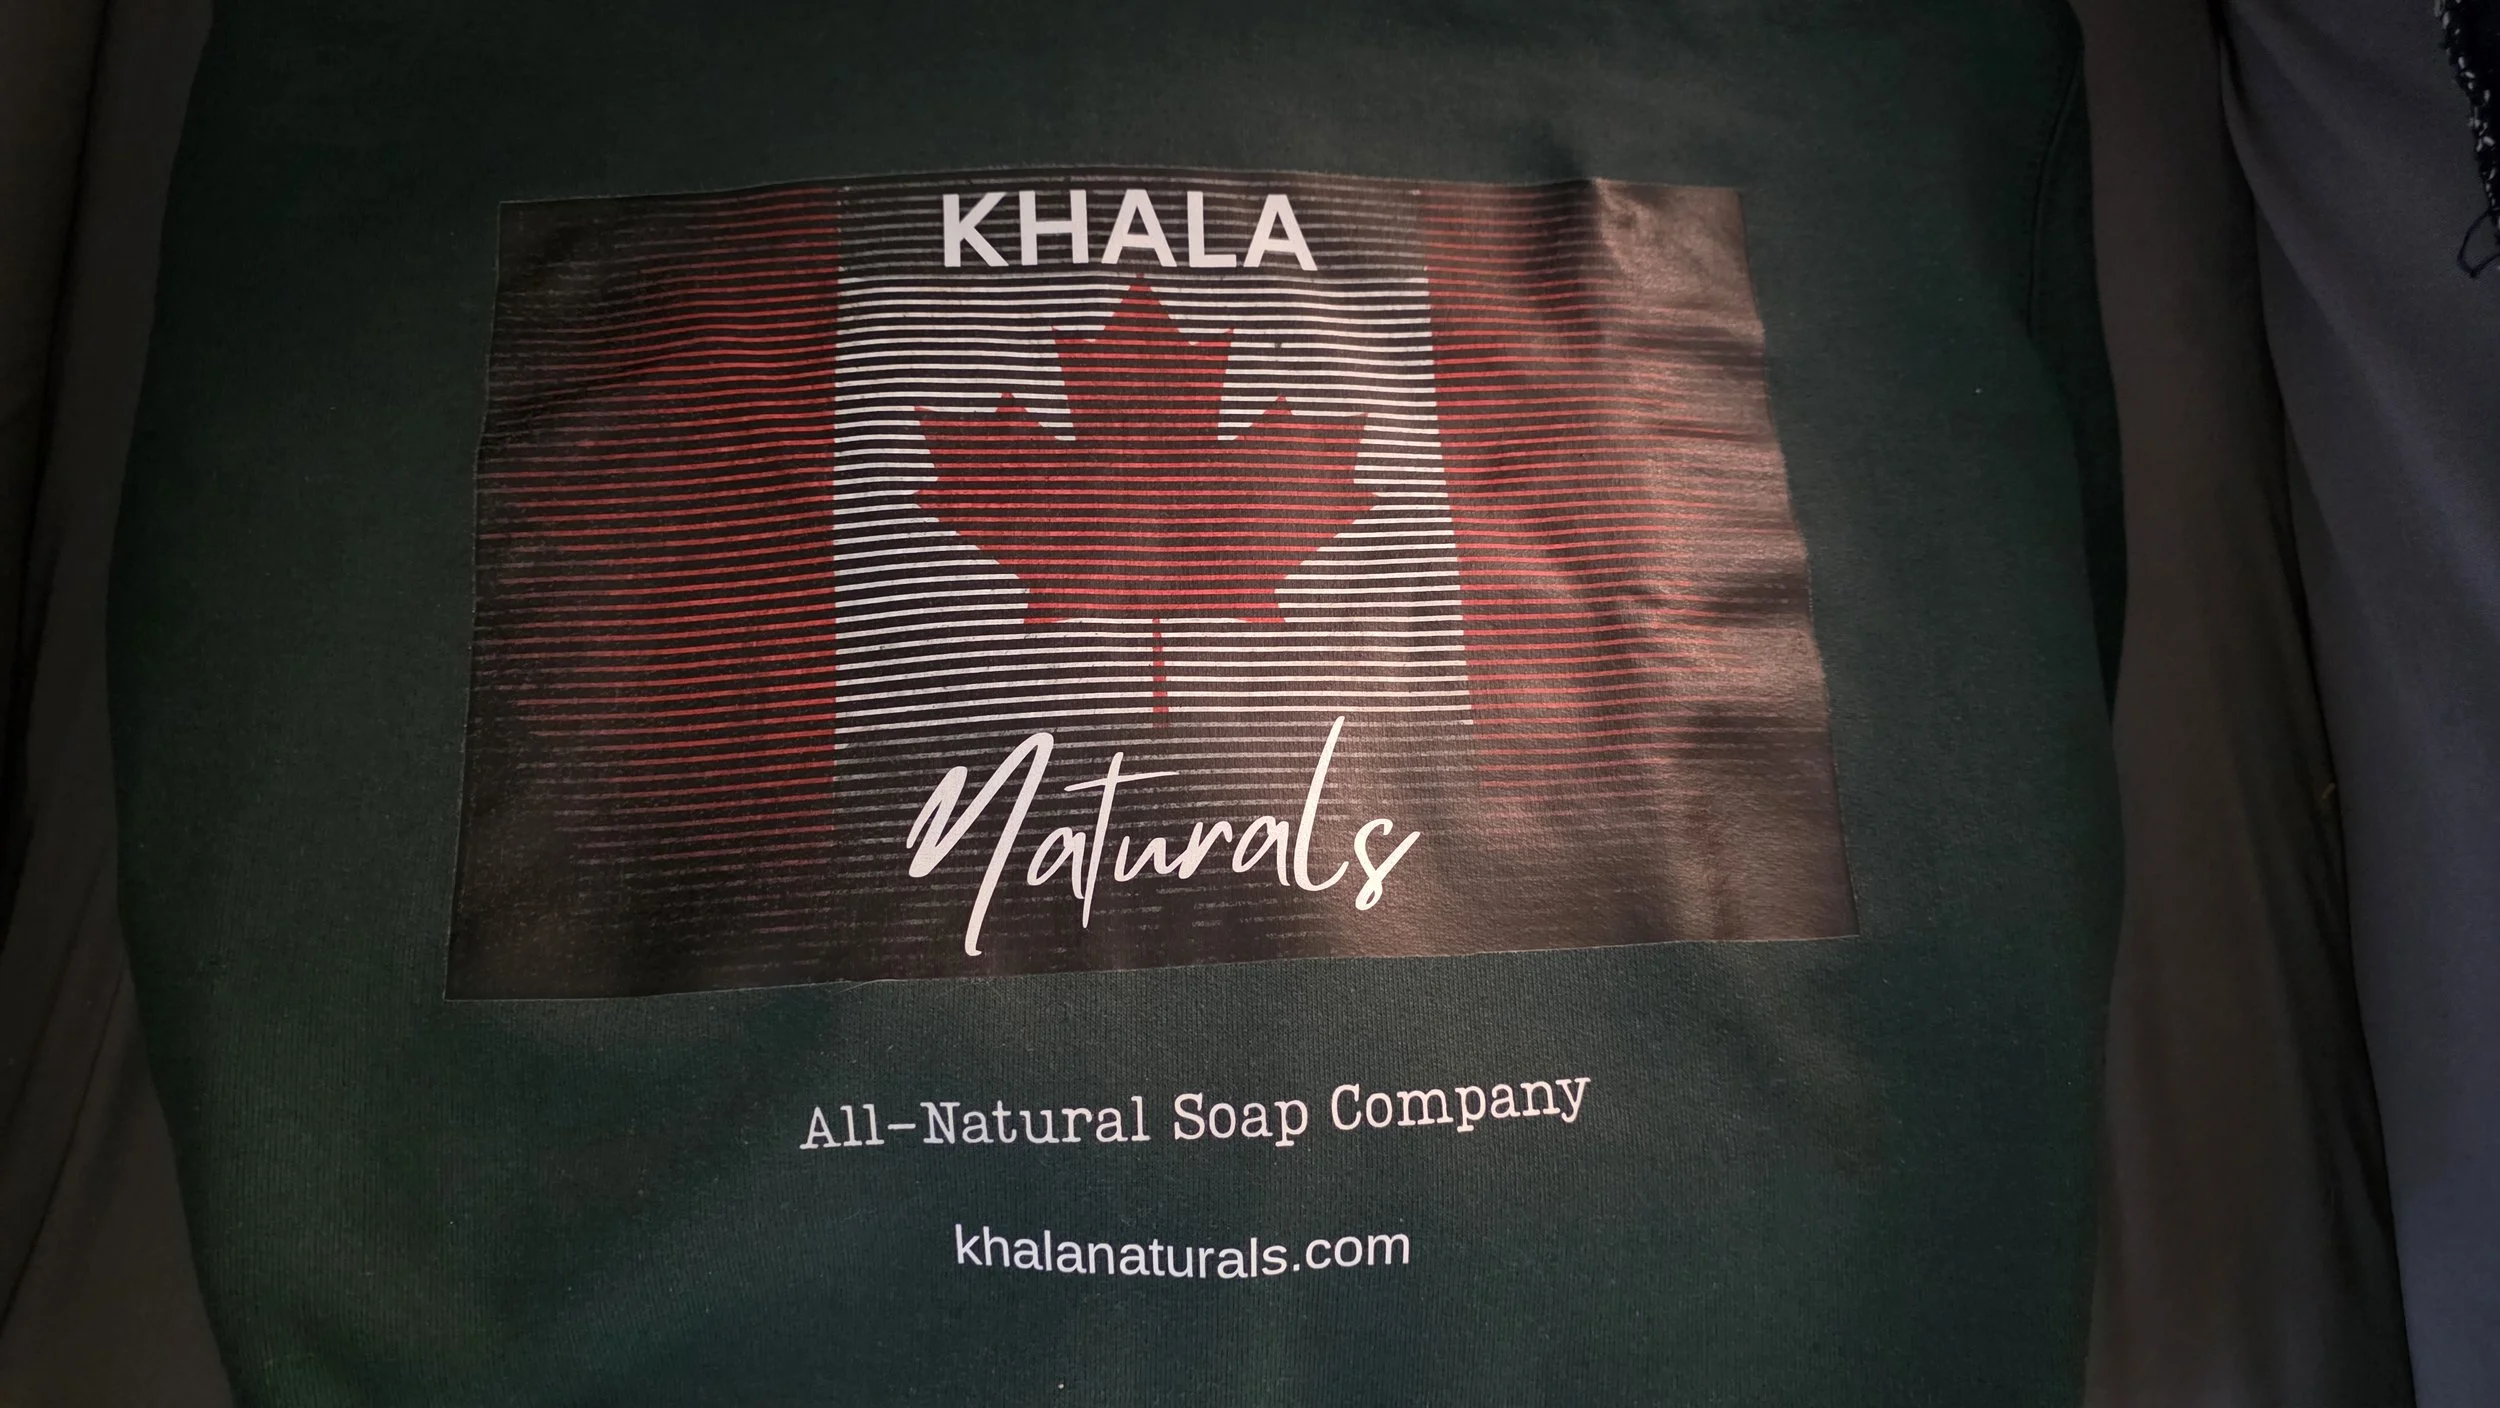 KHALA
Naturals
All-Natural Soap Company
khalanaturals.com